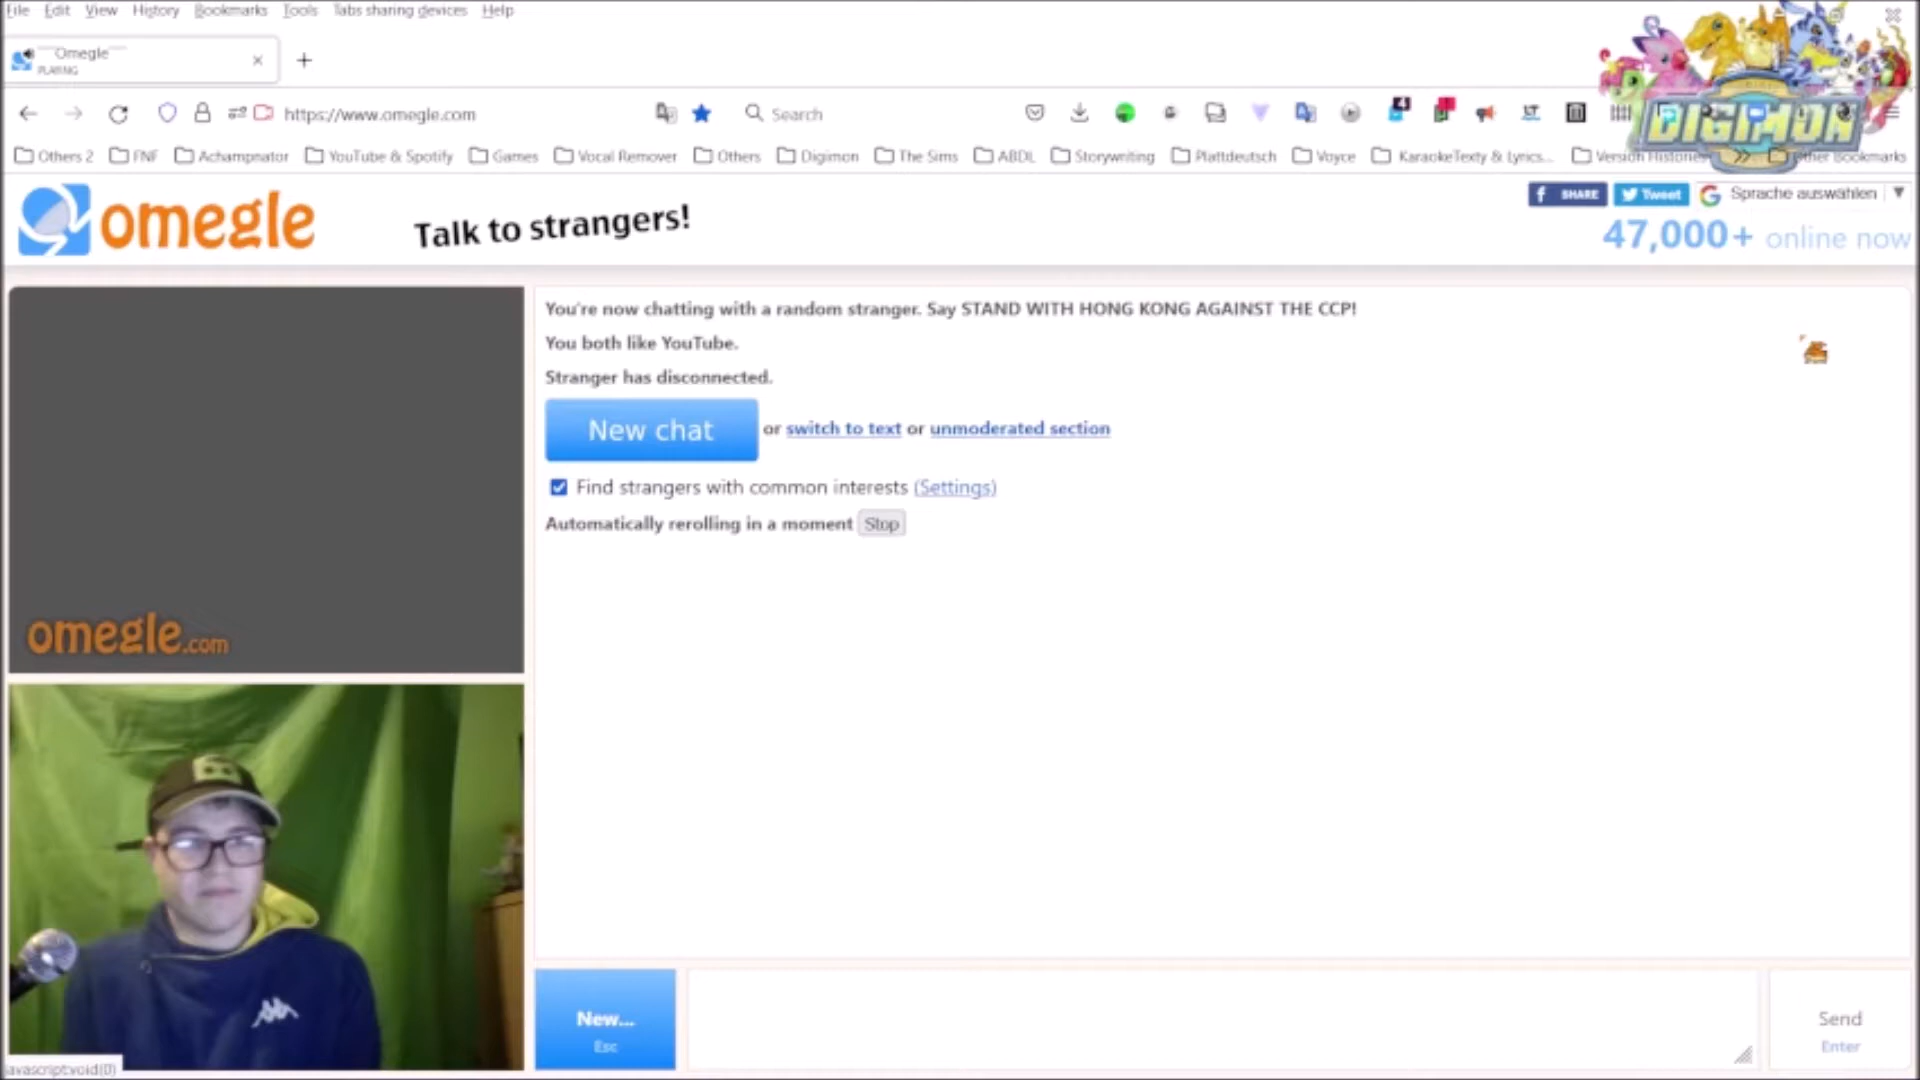 File Edit View History Bookmarks Tools Tabs sharing devices Help
Omegle
PLAYING
https://www.omegle.com
Search
4
DIGIMON
Others 2 FNF Achampnator YouTube & Spotify Games Vocal Remover Others Digimon The Sims ABDL Storywriting Plattdeutsch Voyce KaraokeTexty & Lyrics... Version Histories Other Bookmarks
omegle
Talk to strangers!
SHARE Tweet Sprache auswählen
47,000+ online now
You're now chatting with a random stranger. Say STAND WITH HONG KONG AGAINST THE CCP!
You both like YouTube.
Stranger has disconnected.
New chat or switch to text or unmoderated section
Find strangers with common interests (Settings)
Automatically rerolling in a moment Stop
omegle.com
New...
Esc
Send
Enter
javascript:void(0)